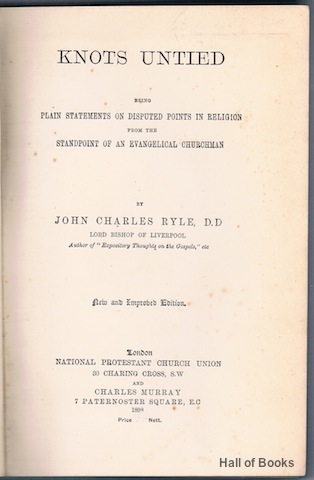 KNOTS UNTIED
BEING
PLAIN STATEMENTS ON DISPUTED POINTS IN RELIGION
FROM THE
STANDPOINT OF AN EVANGELICAL CHURCHMAN
BY
JOHN CHARLES RYLE, D.D
LORD BISHOP OF LIVERPOOL
Author of "Expository Thoughts on the Gospels," etc
New and Improved Edition.
London
NATIONAL PROTESTANT CHURCH UNION
30 CHARING CROSS, S.W
AND
CHARLES MURRAY
7 PATERNOSTER SQUARE, E.C
1898
Price Nett.
Hall of Books